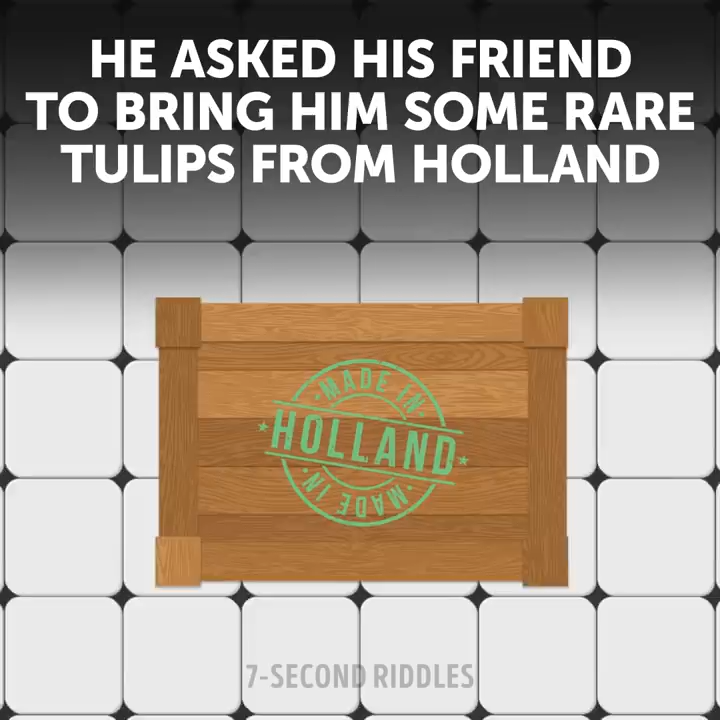 HE ASKED HIS FRIEND
TO BRING HIM SOME RARE
TULIPS FROM HOLLAND
MADE IN
HOLLAND
MADE IN
7-SECOND RIDDLES